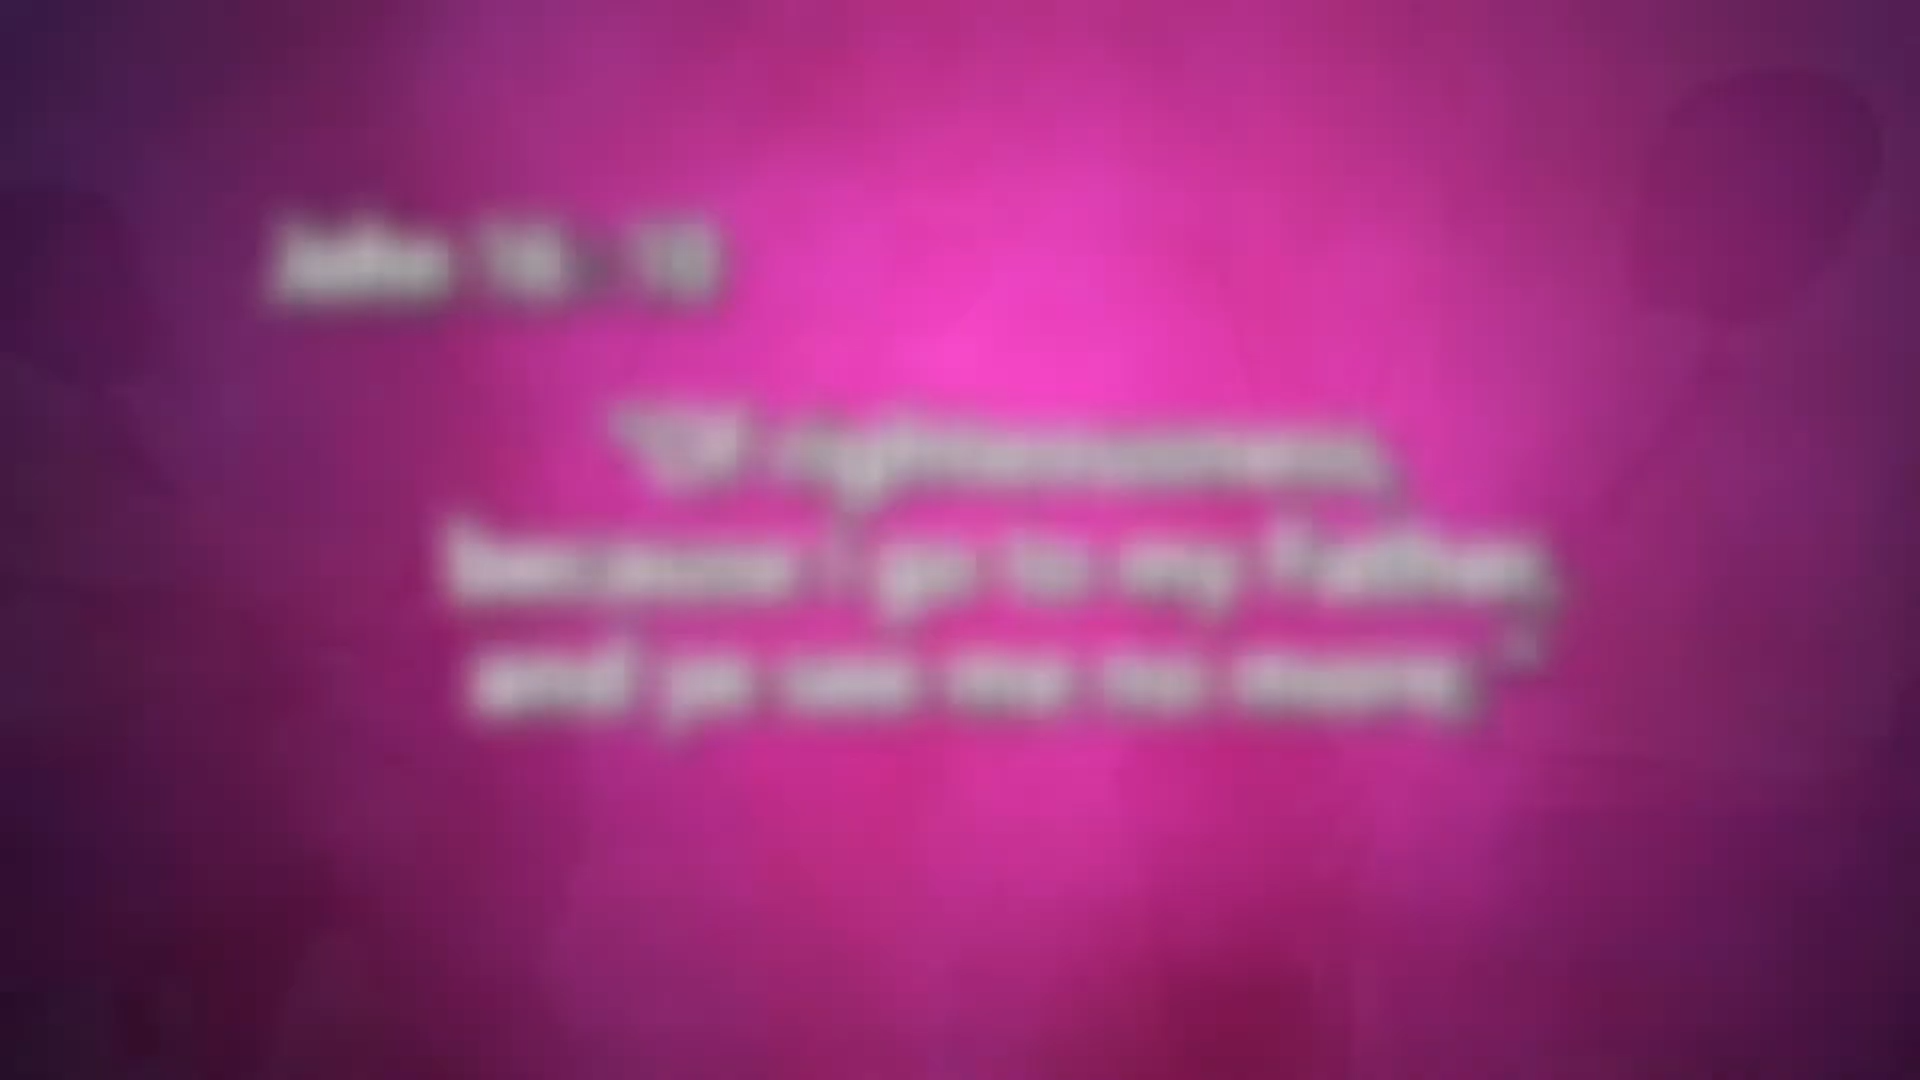 John 16 : 10
"Of righteousness,
because I go to my Father,
and ye see me no more;"